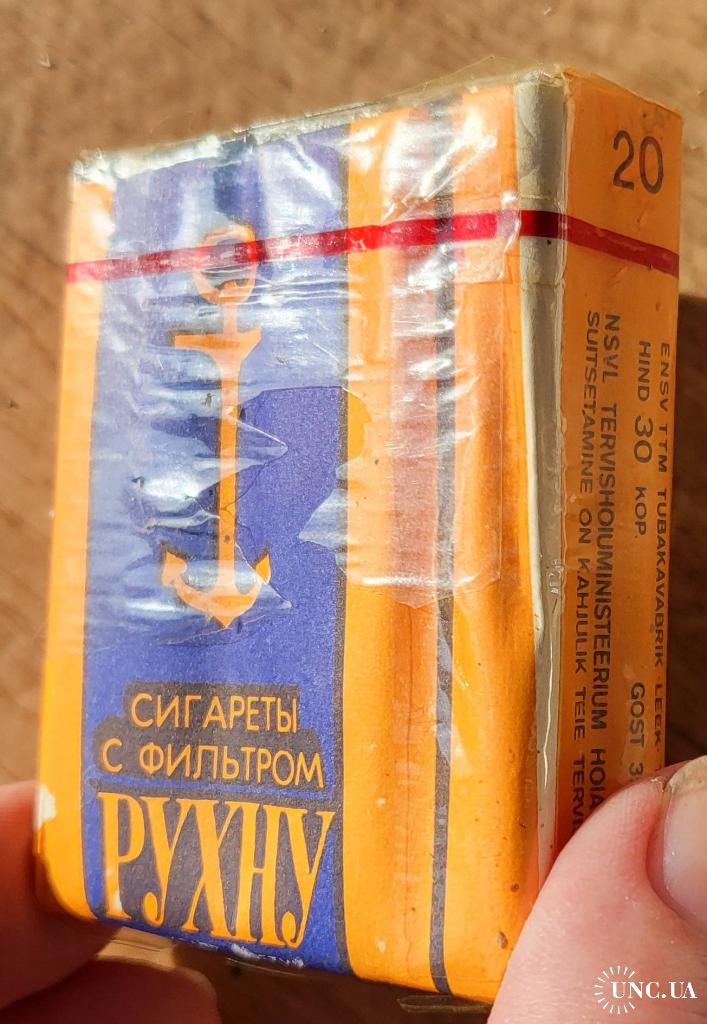 СИГАРЕТЫ
С ФИЛЬТРОМ
РУХНУ
20
ENSV TTM TUBAKAVABRIK · LEEK
HIND 30 KOP. GOST
NSVL TERVISHOIUMINISTEERIUM
SUITSETAMINE ON KAHJULIK TEIE
UNC.UA